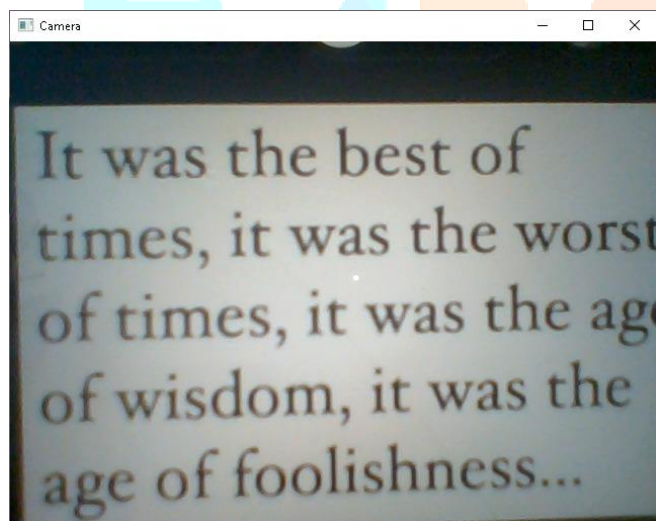 Camera
It was the best of
times, it was the worst
of times, it was the age
of wisdom, it was the
age of foolishness...